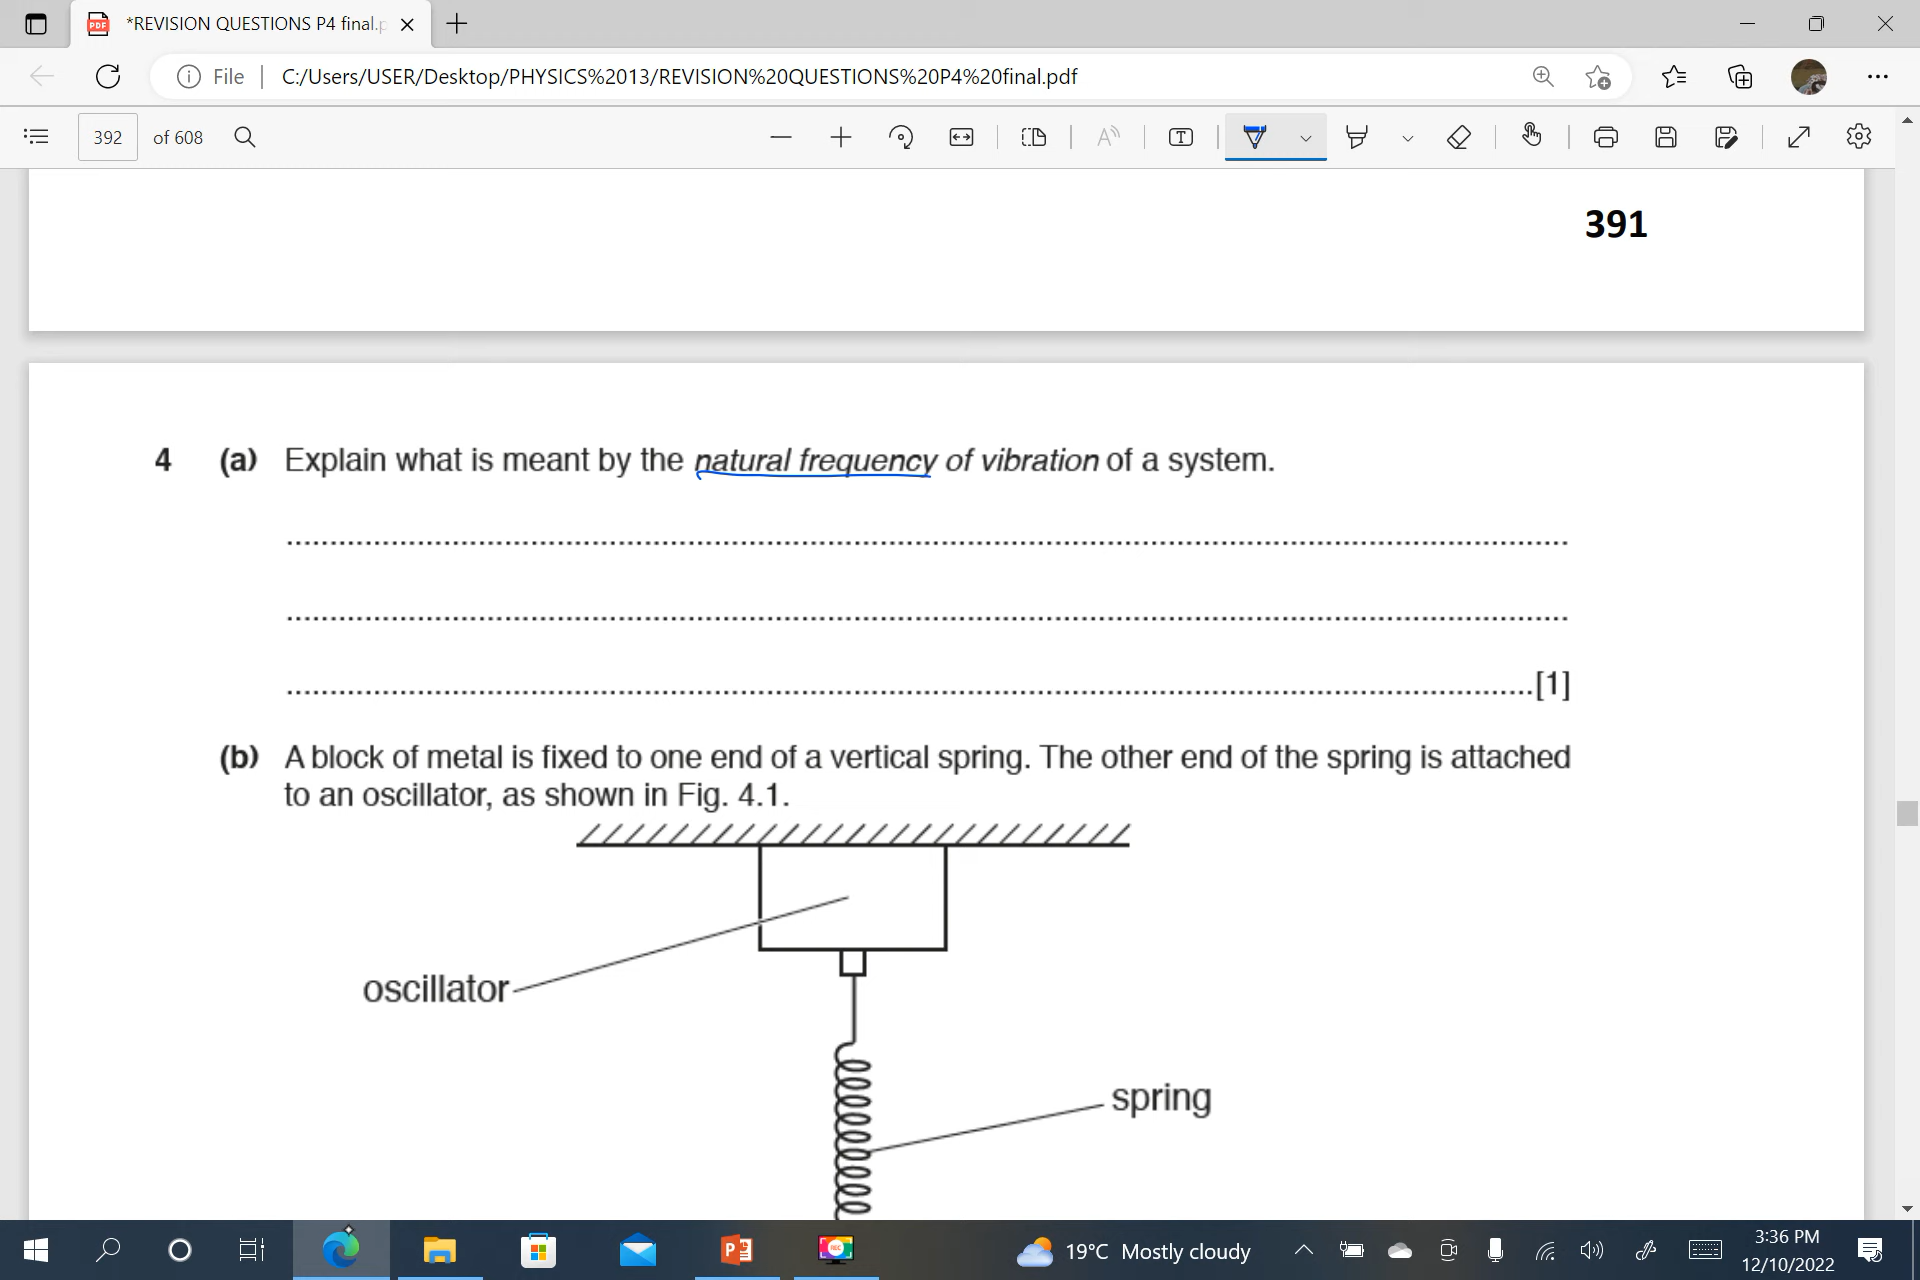 *REVISION QUESTIONS P4 final.p
File
C:/Users/USER/Desktop/PHYSICS%2013/REVISION%20QUESTIONS%20P4%20final.pdf
392 of 608
391
4 (a) Explain what is meant by the natural frequency of vibration of a system.
..........................................................................................................................
..........................................................................................................................
......................................................................................................................[1]
(b) A block of metal is fixed to one end of a vertical spring. The other end of the spring is attached
to an oscillator, as shown in Fig. 4.1.
oscillator
spring
19°C Mostly cloudy
3:36 PM
12/10/2022